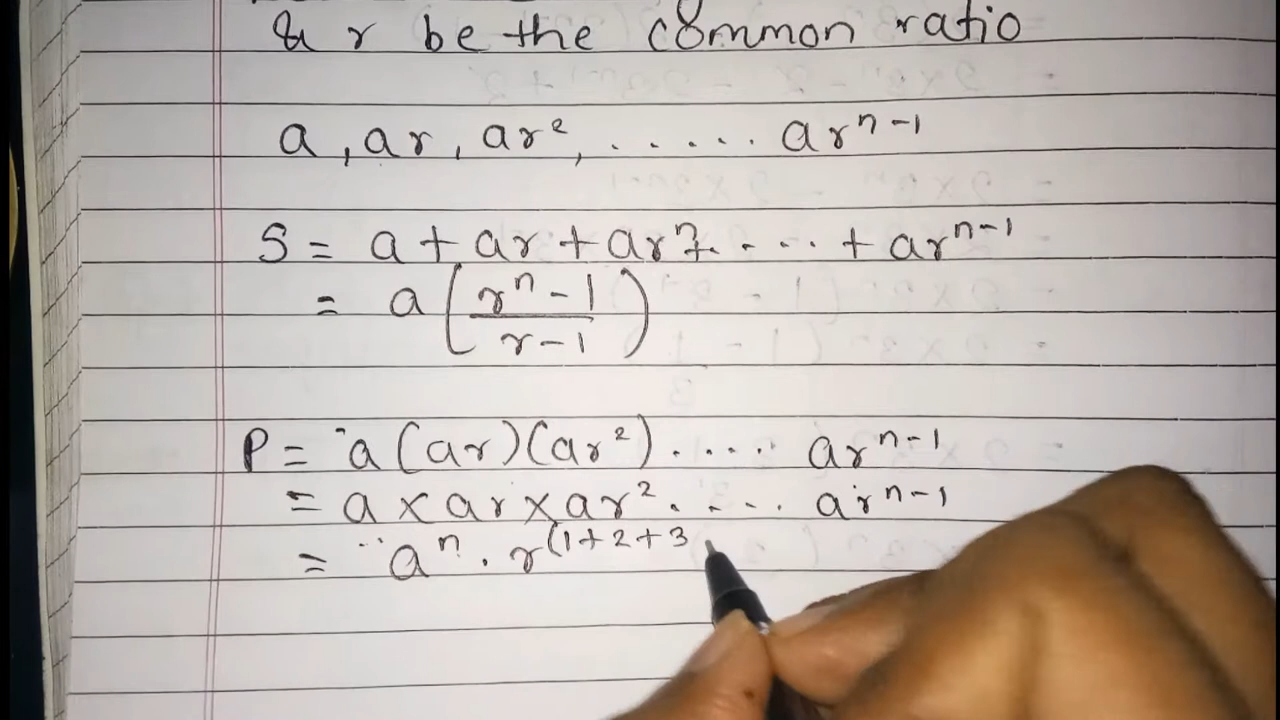 & r be the common ratio
a, ar, ar², ..... arⁿ⁻¹
S = a + ar + ar² + .... + arⁿ⁻¹
= a((rⁿ - 1)/(r - 1))
P = a(ar)(ar²)..... arⁿ⁻¹
= a × ar × ar² .... arⁿ⁻¹
= aⁿ . r^(1+2+3